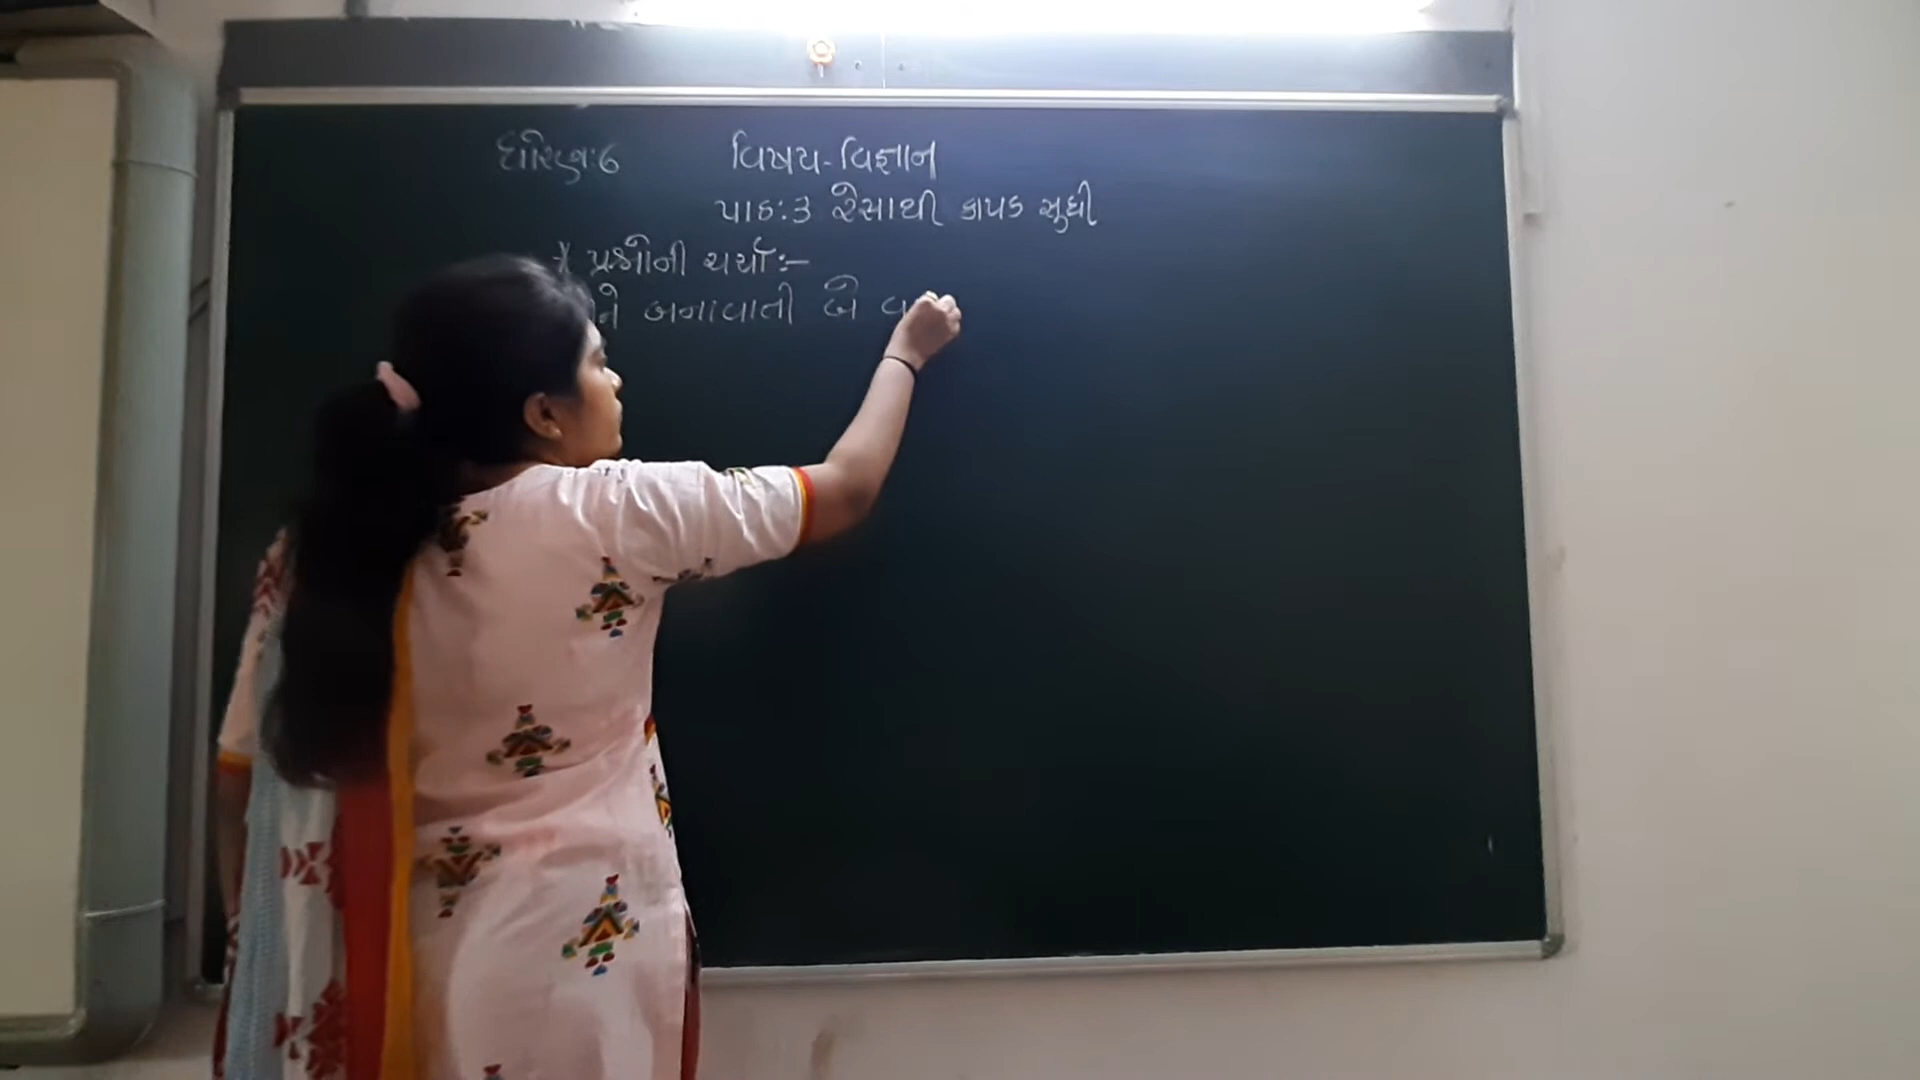 ધોરણ:6 વિષય-વિજ્ઞાન
પાઠ:3 રેસાથી કાપડ સુધી
* પ્રશ્નોની ચર્ચા:-
બનાવાતી બે